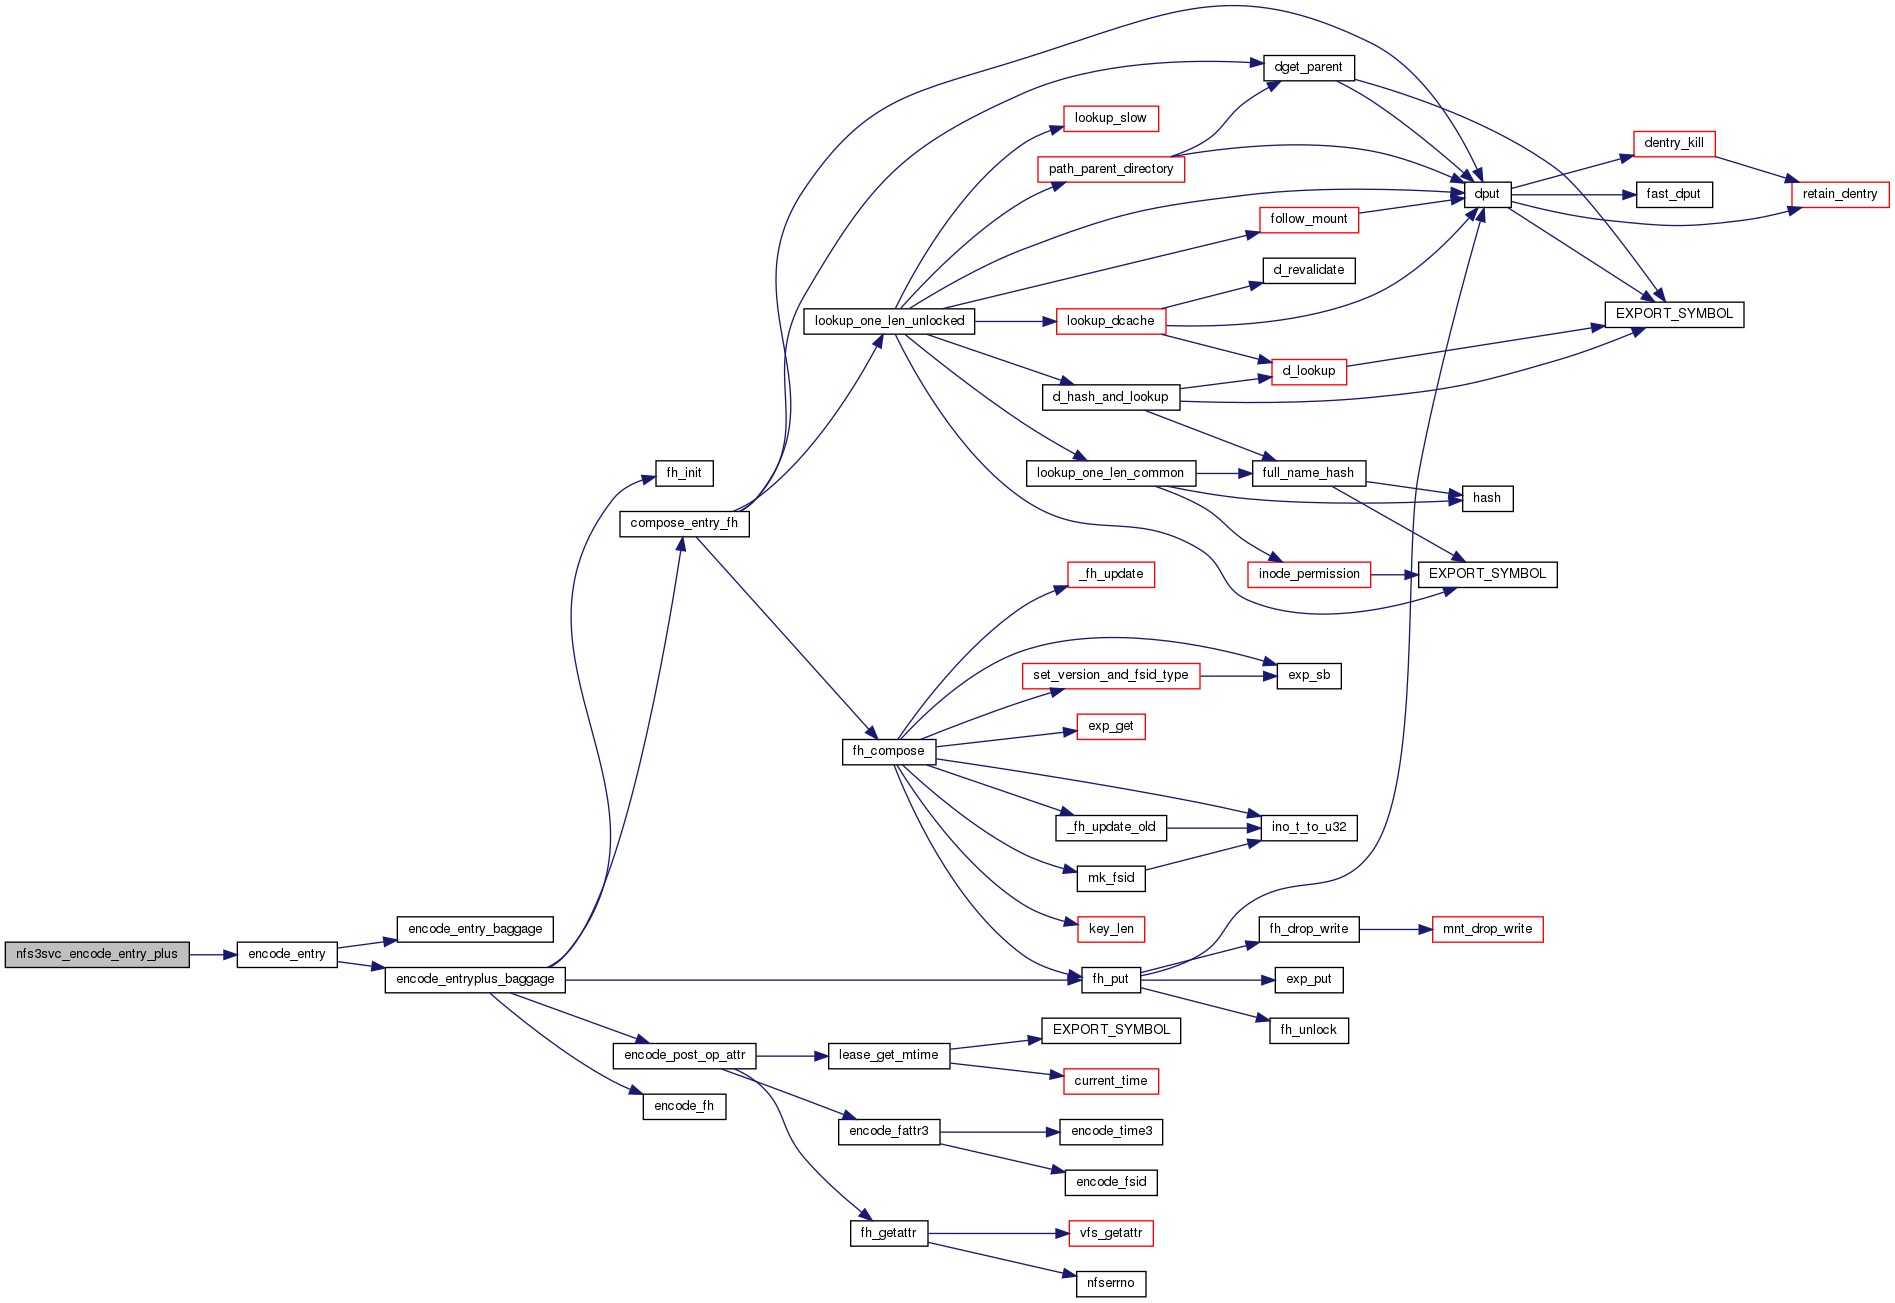 nfs3svc_encode_entry_plus
encode_entry
encode_entry_baggage
encode_entryplus_baggage
fh_init
compose_entry_fh
encode_post_op_attr
encode_fh
lookup_one_len_unlocked
fh_compose
lease_get_mtime
encode_fattr3
fh_getattr
lookup_slow
path_parent_directory
lookup_dcache
d_hash_and_lookup
lookup_one_len_common
_fh_update
set_version_and_fsid_type
exp_get
_fh_update_old
mk_fsid
key_len
fh_put
EXPORT_SYMBOL
current_time
encode_time3
encode_fsid
vfs_getattr
nfserrno
dget_parent
follow_mount
d_revalidate
d_lookup
full_name_hash
inode_permission
exp_sb
ino_t_to_u32
fh_drop_write
exp_put
fh_unlock
dput
hash
EXPORT_SYMBOL
mnt_drop_write
dentry_kill
fast_dput
EXPORT_SYMBOL
retain_dentry